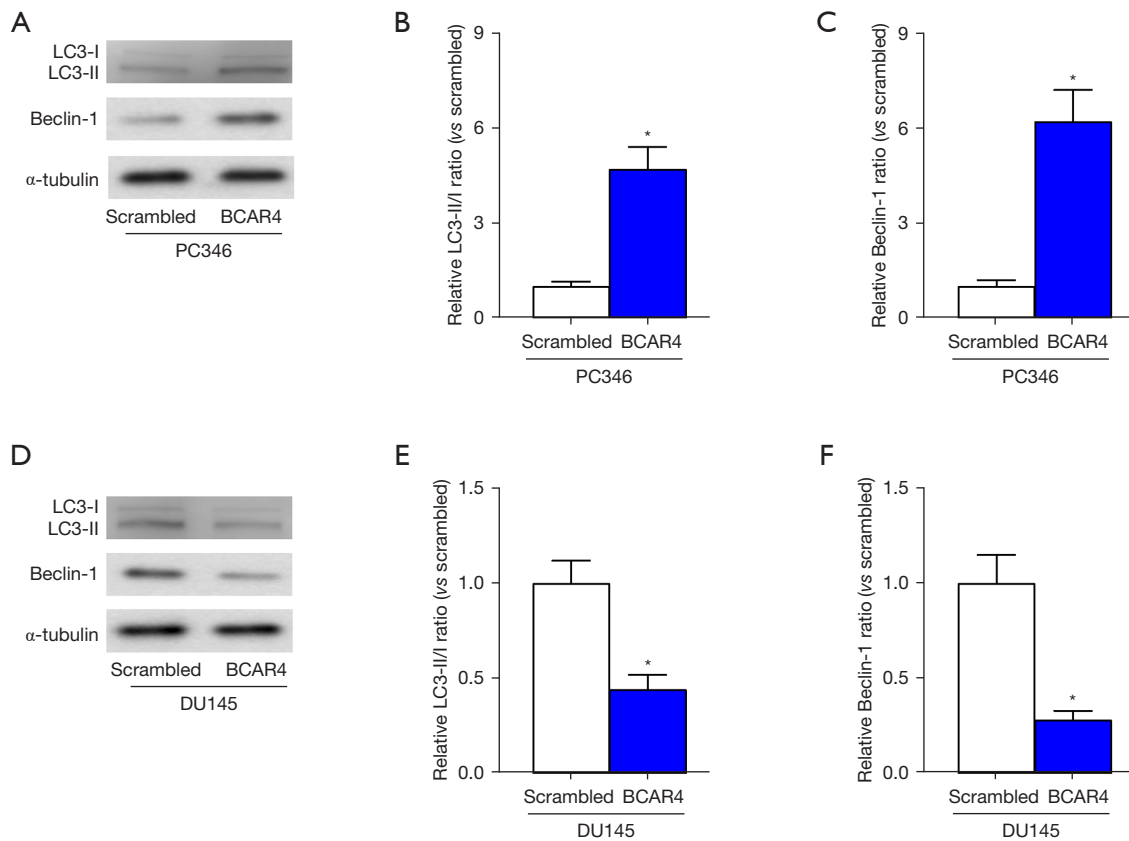 A
LC3-I
LC3-II
Beclin-1
α-tubulin
Scrambled BCAR4
PC346
B
Relative LC3-II/I ratio (vs scrambled)
9
6
3
0
*
Scrambled BCAR4
PC346
C
Relative Beclin-1 ratio (vs scrambled)
9
6
3
0
*
Scrambled BCAR4
PC346
D
LC3-I
LC3-II
Beclin-1
α-tubulin
Scrambled BCAR4
DU145
E
Relative LC3-II/I ratio (vs scrambled)
1.5
1.0
0.5
0.0
*
Scrambled BCAR4
DU145
F
Relative Beclin-1 ratio (vs scrambled)
1.5
1.0
0.5
0.0
*
Scrambled BCAR4
DU145